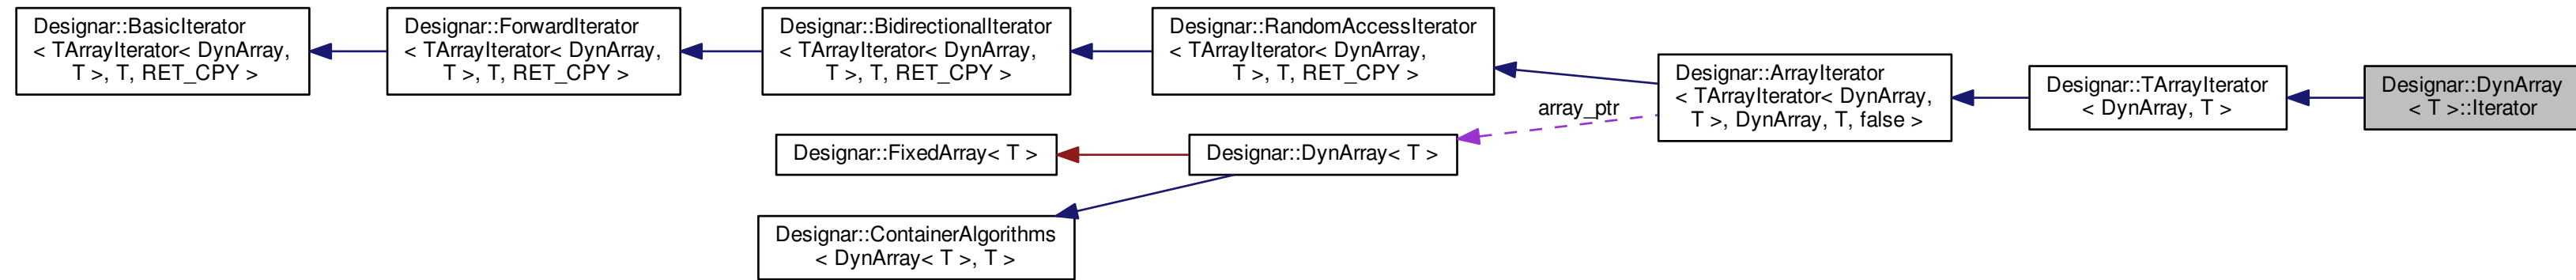 Designar::BasicIterator
< TArrayIterator< DynArray,
T >, T, RET_CPY >
Designar::ForwardIterator
< TArrayIterator< DynArray,
T >, T, RET_CPY >
Designar::BidirectionalIterator
< TArrayIterator< DynArray,
T >, T, RET_CPY >
Designar::RandomAccessIterator
< TArrayIterator< DynArray,
T >, T, RET_CPY >
Designar::ArrayIterator
< TArrayIterator< DynArray,
T >, DynArray, T, false >
Designar::TArrayIterator
< DynArray, T >
Designar::DynArray
< T >::Iterator
array_ptr
Designar::FixedArray< T >
Designar::DynArray< T >
Designar::ContainerAlgorithms
< DynArray< T >, T >